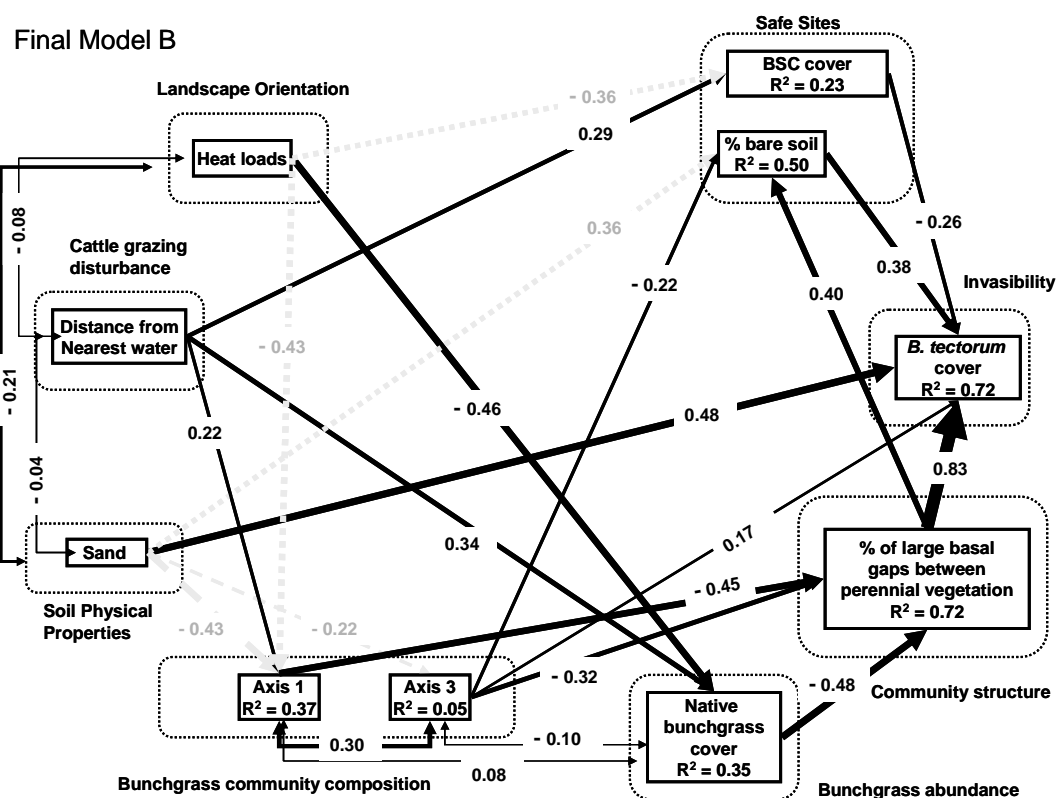 Final Model B
Safe Sites
BSC cover
R² = 0.23
Landscape Orientation
- 0.36
0.29
Heat loads
% bare soil
R² = 0.50
- 0.08
0.36
- 0.26
Cattle grazing
disturbance
0.38
- 0.22
0.40
Invasibility
Distance from
Nearest water
- 0.43
B. tectorum
cover
R² = 0.72
- 0.21
- 0.46
0.48
0.22
- 0.04
0.83
0.34
0.17
Sand
% of large basal
gaps between
perennial vegetation
R² = 0.72
- 0.45
Soil Physical
Properties
- 0.43
- 0.22
- 0.32
- 0.48
Community structure
Axis 1
R² = 0.37
Axis 3
R² = 0.05
Native
bunchgrass
cover
R² = 0.35
0.30
- 0.10
0.08
Bunchgrass community composition
Bunchgrass abundance